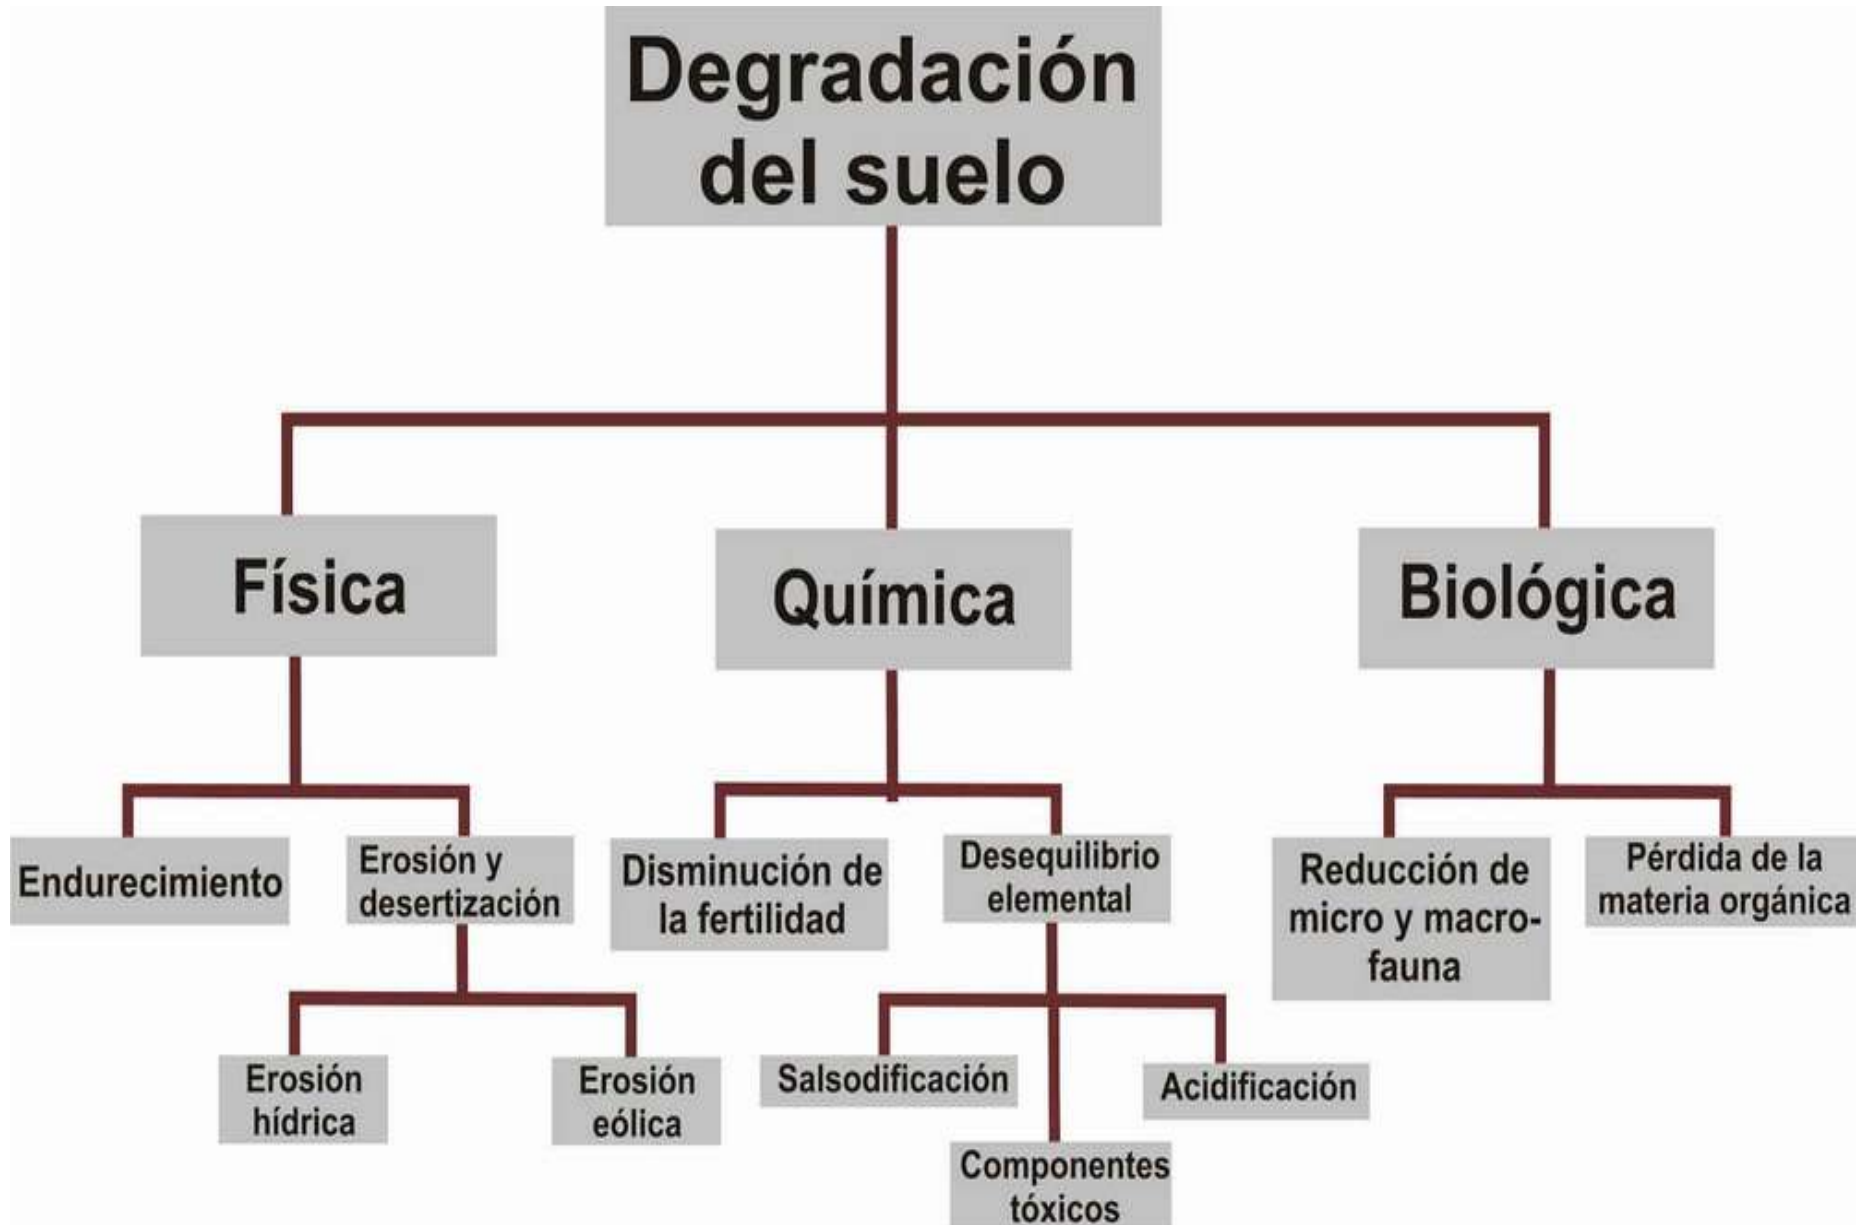 Degradación
del suelo
Física
Química
Biológica
Endurecimiento
Erosión y
desertización
Disminución de
la fertilidad
Desequilibrio
elemental
Reducción de
micro y macro-
fauna
Pérdida de la
materia orgánica
Erosión
hídrica
Erosión
eólica
Salsodificación
Componentes
tóxicos
Acidificación